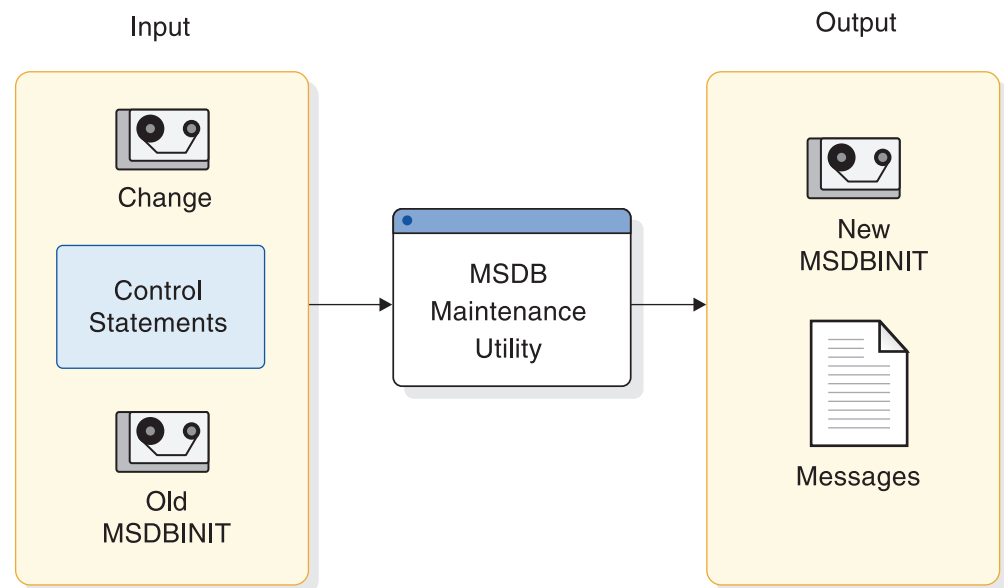 Input
Change
Control
Statements
Old
MSDBINIT
MSDB
Maintenance
Utility
Output
New
MSDBINIT
Messages